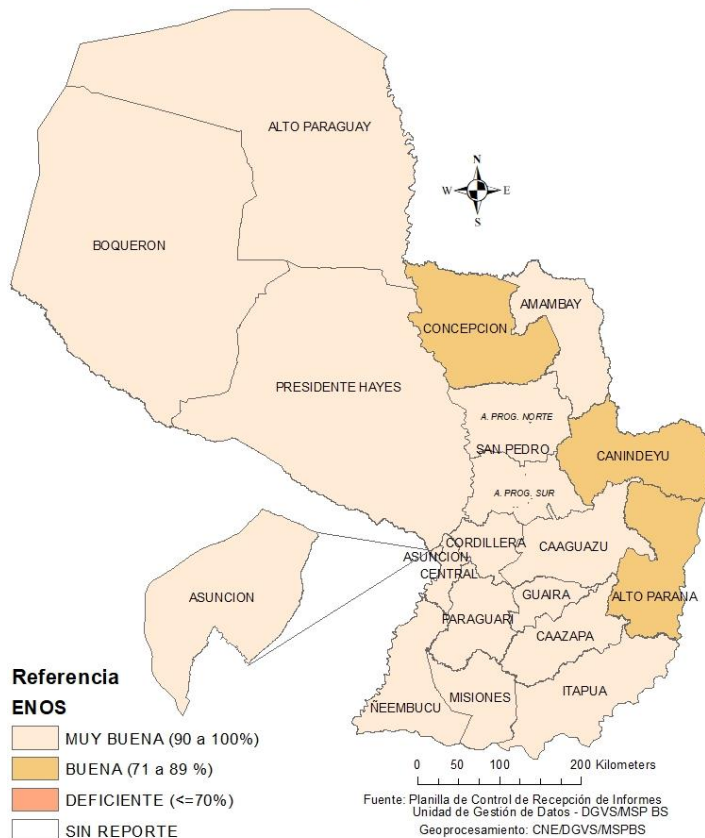 ALTO PARAGUAY
N
W E
S
BOQUERON
AMAMBAY
CONCEPCION
PRESIDENTE HAYES
A. PROG. NORTE
SAN PEDRO
CANINDEYU
A. PROG. SUR
CORDILLERA
ASUNCION
CAAGUAZU
CENTRAL
ASUNCION
GUAIRA
ALTO PARANA
PARAGUARI
CAAZAPA
ITAPUA
MISIONES
ÑEEMBUCU
Referencia
ENOS
MUY BUENA (90 a 100%)
BUENA (71 a 89 %)
DEFICIENTE (<=70%)
SIN REPORTE
0 50 100 200 Kilometers
Fuente: Planilla de Control de Recepción de Informes
Unidad de Gestión de Datos - DGVS/MSP BS
Geoprocesamiento: CNE/DGVS/MSPBS